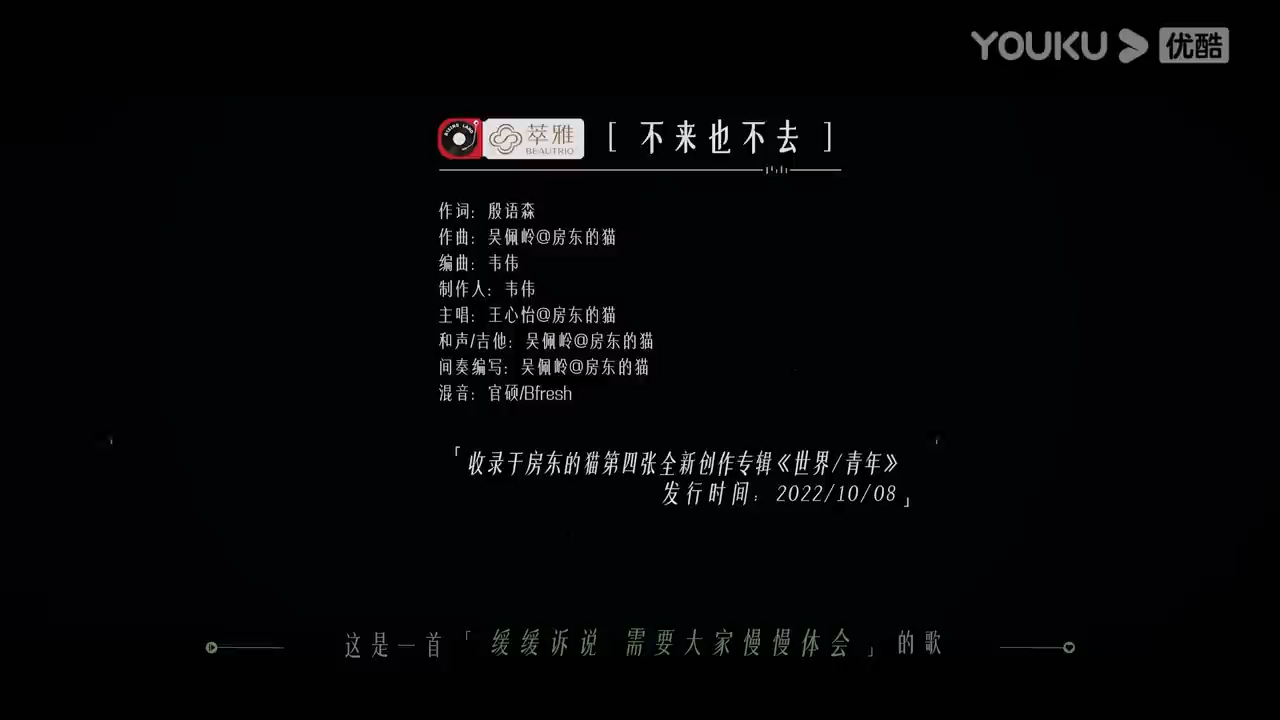 YOUKU 优酷
RISING LAND 萃雅 BEAUTRIO [ 不来也不去 ]
作词：殷语森
作曲：吴佩岭@房东的猫
编曲：韦伟
制作人：韦伟
主唱：王心怡@房东的猫
和声/吉他：吴佩岭@房东的猫
间奏编写：吴佩岭@房东的猫
混音：官硕/Bfresh
「收录于房东的猫第四张全新创作专辑《世界/青年》
发行时间：2022/10/08」
这是一首「缓缓诉说 需要大家慢慢体会」的歌